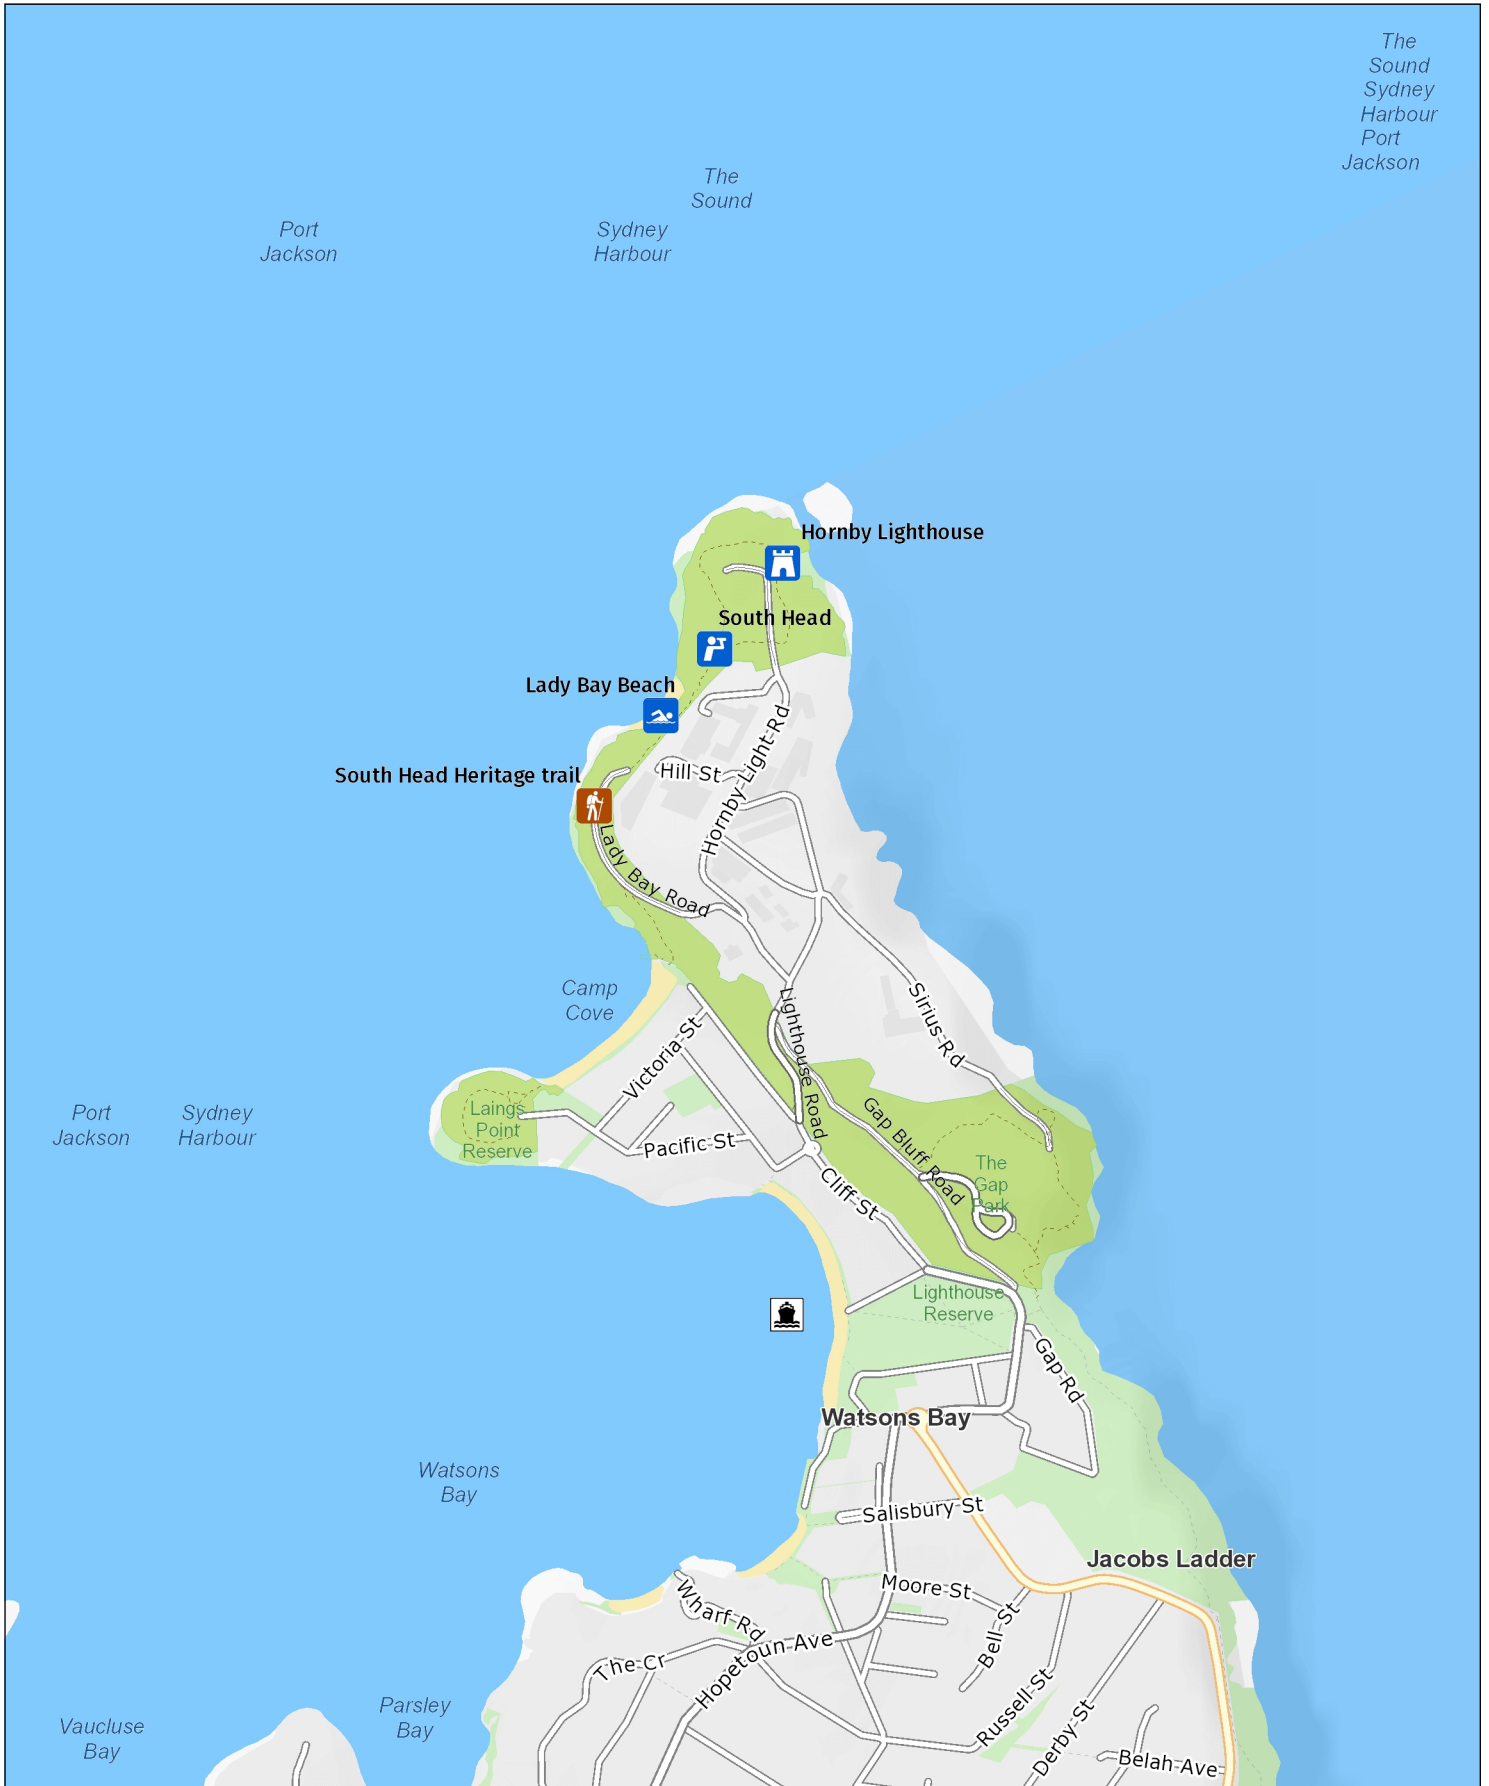 The
Sound
Sydney
Harbour
Port
Jackson
The
Sound
Port
Jackson
Sydney
Harbour
Hornby Lighthouse
South Head
Lady Bay Beach
Hornby Light Rd
Hill St
South Head Heritage trail
Lady Bay Road
Camp
Cove
Lighthouse Road
Sirius Rd
Victoria St
Port
Jackson
Sydney
Harbour
Laings
Point
Reserve
Pacific St
Gap Bluff Road
The
Gap
Park
Cliff St
Lighthouse
Reserve
Gap Rd
Watsons Bay
Watsons
Bay
Salisbury St
Jacobs Ladder
Moore St
Wharf Rd
Bell St
Hopetoun Ave
The Cr
Russell St
Derby St
Parsley
Bay
Vaucluse
Bay
Belah Ave